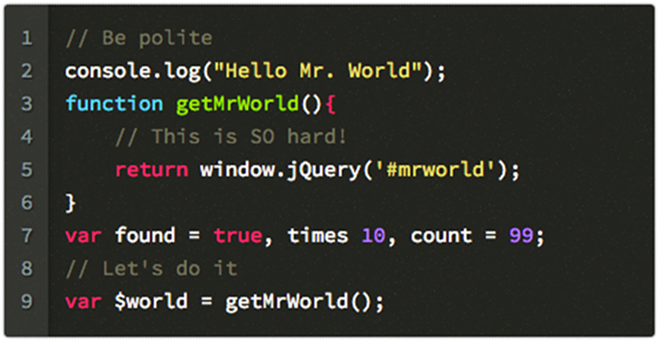 1 // Be polite
2 console.log("Hello Mr. World");
3 function getMrWorld(){
4     // This is SO hard!
5     return window.jQuery('#mrworld');
6 }
7 var found = true, times 10, count = 99;
8 // Let's do it
9 var $world = getMrWorld();